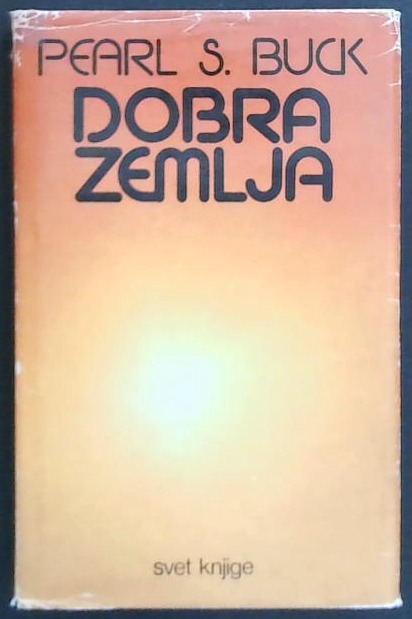 PEARL S. BUCK
DOBRA
ZEMLJA
svet knjige